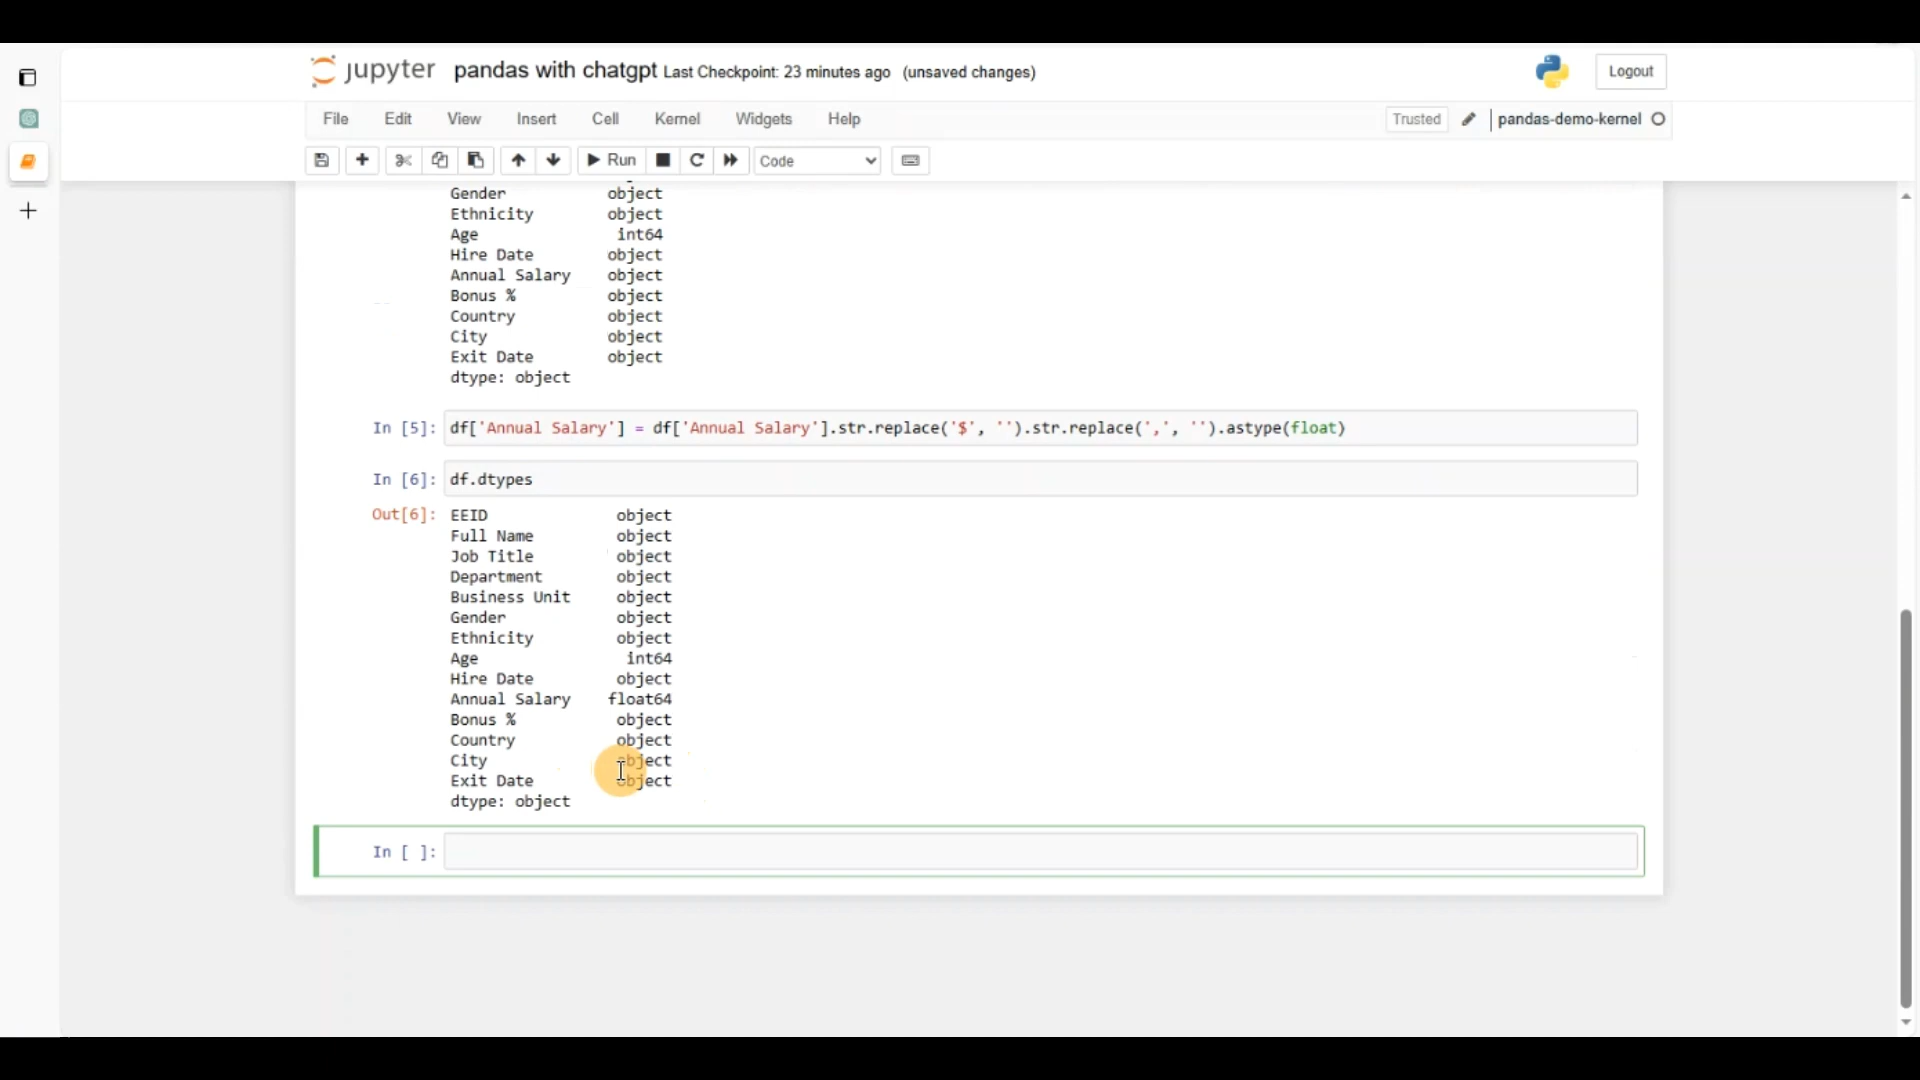 jupyter pandas with chatgpt Last Checkpoint: 23 minutes ago (unsaved changes) Logout
File Edit View Insert Cell Kernel Widgets Help Trusted pandas-demo-kernel
Run Code
Gender object
Ethnicity object
Age int64
Hire Date object
Annual Salary object
Bonus % object
Country object
City object
Exit Date object
dtype: object
In [5]: df['Annual Salary'] = df['Annual Salary'].str.replace('$', '').str.replace(',', '').astype(float)
In [6]: df.dtypes
Out[6]: EEID object
Full Name object
Job Title object
Department object
Business Unit object
Gender object
Ethnicity object
Age int64
Hire Date object
Annual Salary float64
Bonus % object
Country object
City object
Exit Date object
dtype: object
In [ ]: